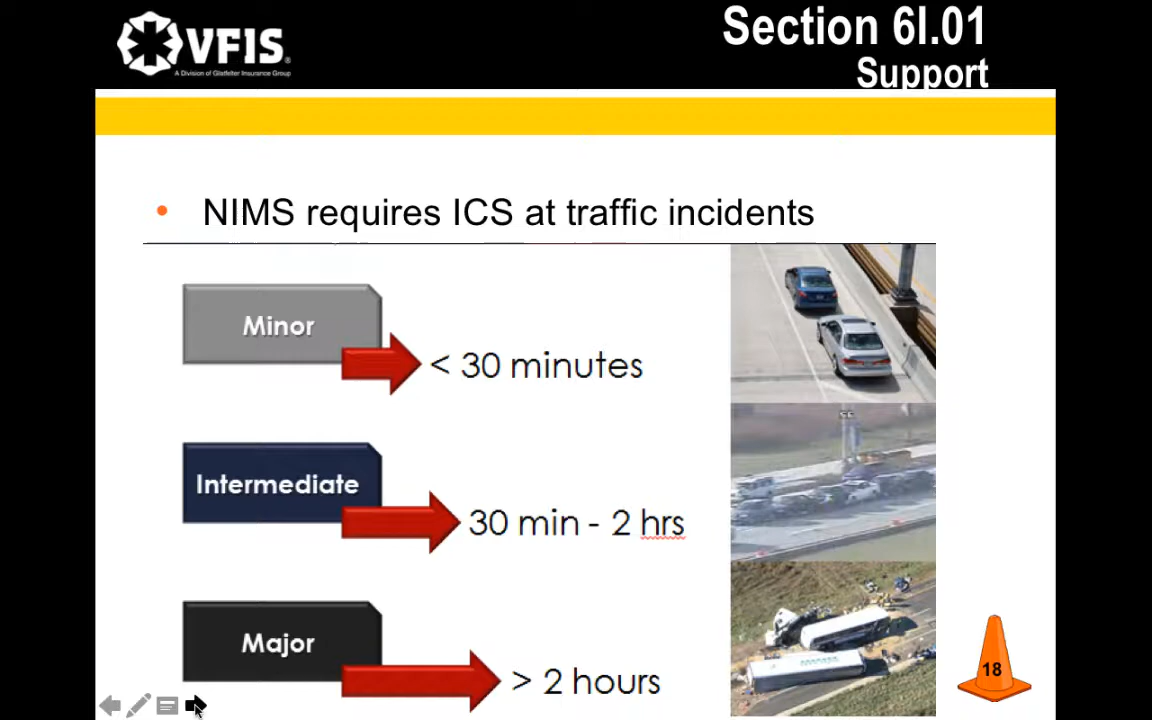 VFIS®
A Division of Glatfelter Insurance Group
Section 6I.01
Support
• NIMS requires ICS at traffic incidents
Minor
< 30 minutes
Intermediate
30 min - 2 hrs
Major
> 2 hours
18